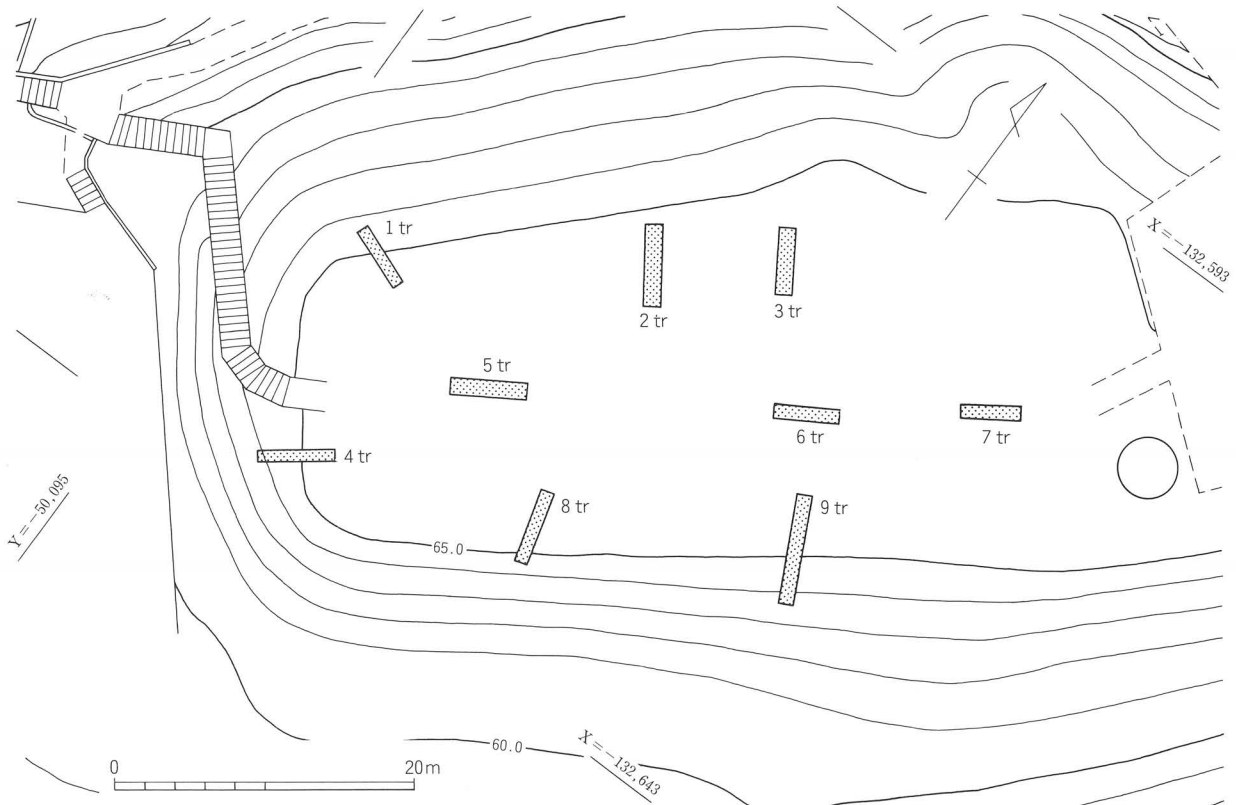 1 tr
2 tr
3 tr
X=-132,593
5 tr
6 tr
7 tr
4 tr
8 tr
9 tr
Y=-50,095
65.0
60.0
X=-132,643
0
20m